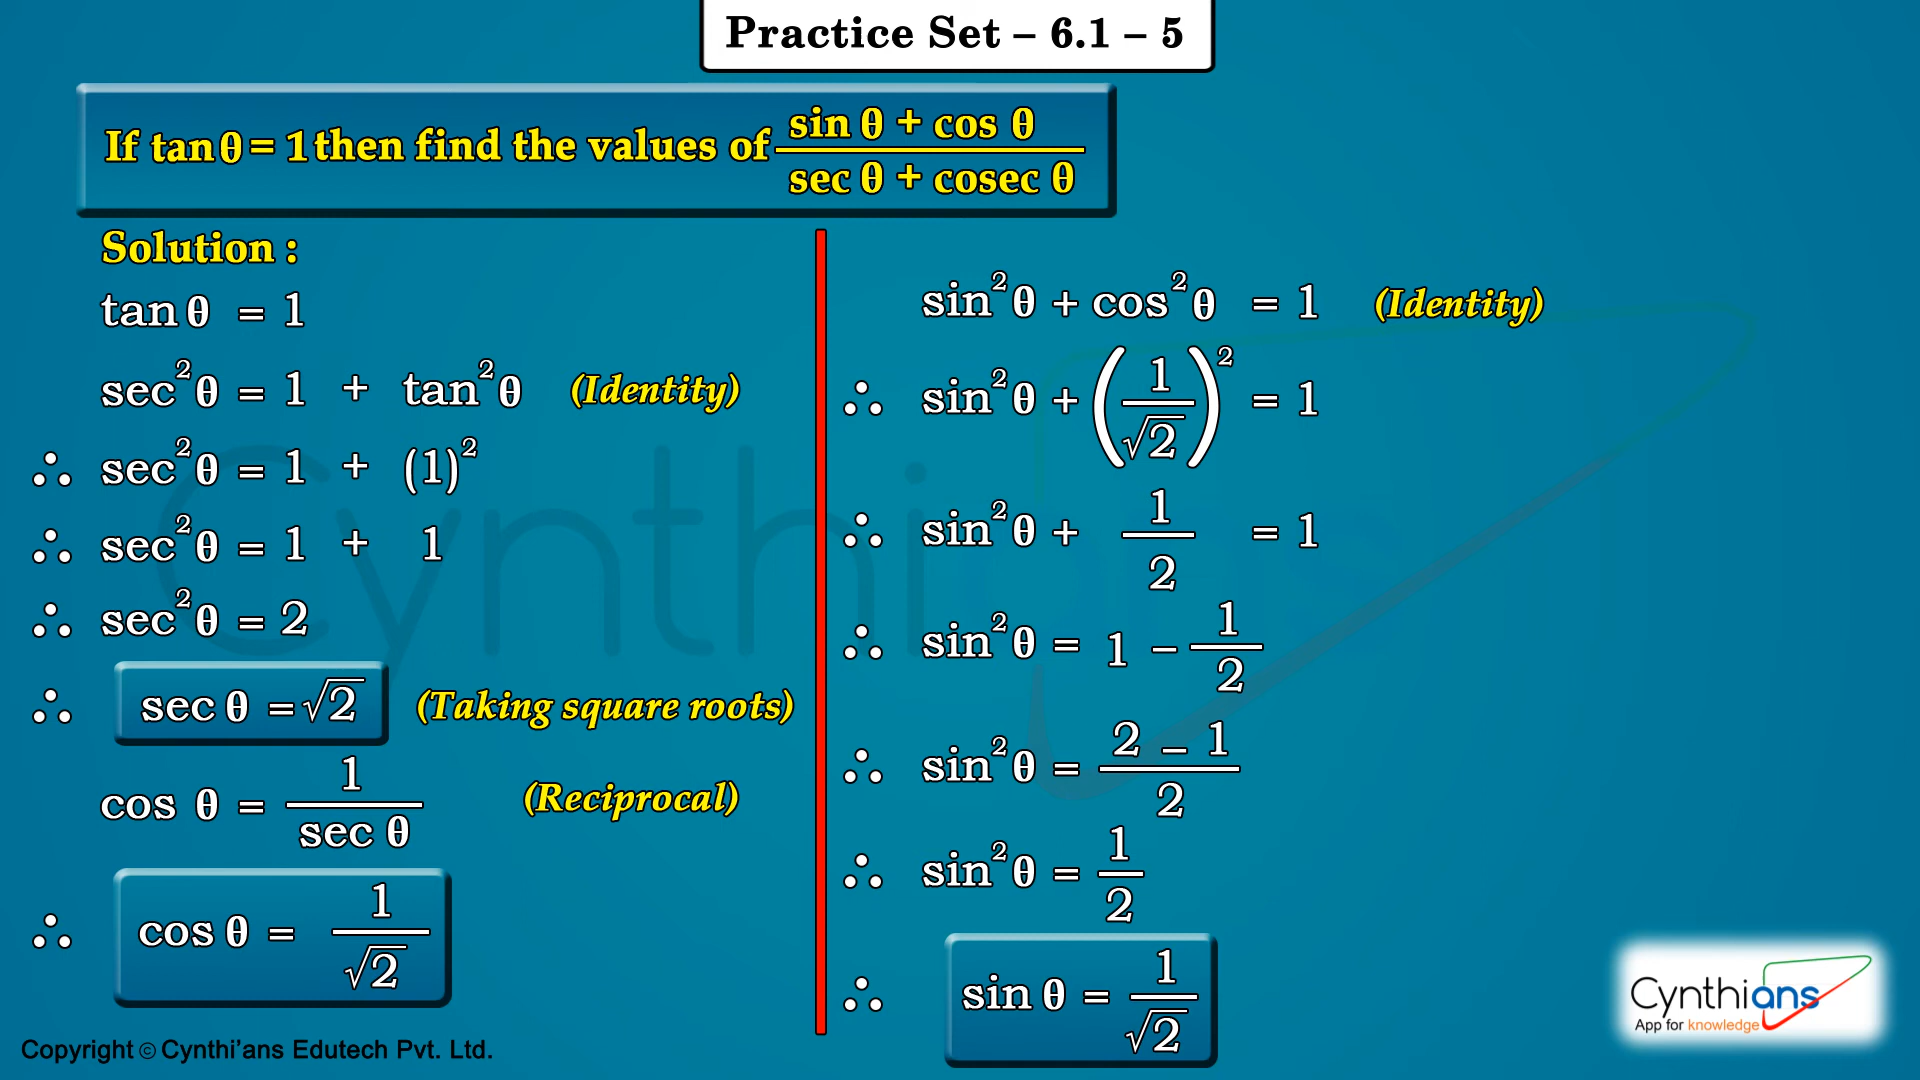 Practice Set – 6.1 – 5
If tan θ = 1 then find the values of (sin θ + cos θ)/(sec θ + cosec θ)
Solution :
tan θ = 1
sec²θ = 1 + tan²θ (Identity)
∴ sec²θ = 1 + (1)²
∴ sec²θ = 1 + 1
∴ sec²θ = 2
∴ sec θ = √2 (Taking square roots)
cos θ = 1/sec θ (Reciprocal)
∴ cos θ = 1/√2
sin²θ + cos²θ = 1 (Identity)
∴ sin²θ + (1/√2)² = 1
∴ sin²θ + 1/2 = 1
∴ sin²θ = 1 – 1/2
∴ sin²θ = (2 – 1)/2
∴ sin²θ = 1/2
∴ sin θ = 1/√2
Cynthians
App for knowledge
Copyright © Cynthi'ans Edutech Pvt. Ltd.